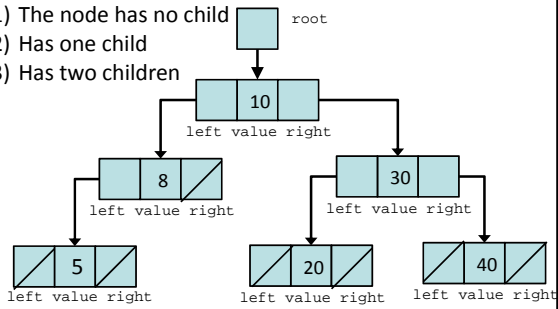 1) The node has no child
root
2) Has one child
3) Has two children
10
left value right
8
30
left value right
left value right
5
20
40
left value right
left value right
left value right